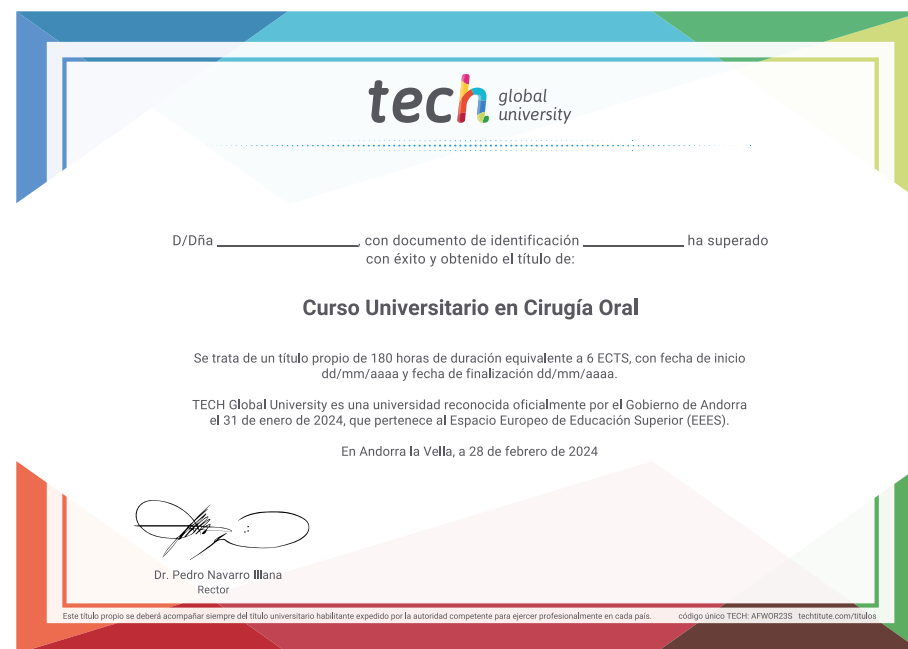 tech global university
D/Dña ____________________, con documento de identificación ______________ ha superado
con éxito y obtenido el título de:
Curso Universitario en Cirugía Oral
Se trata de un título propio de 180 horas de duración equivalente a 6 ECTS, con fecha de inicio
dd/mm/aaaa y fecha de finalización dd/mm/aaaa.
TECH Global University es una universidad reconocida oficialmente por el Gobierno de Andorra
el 31 de enero de 2024, que pertenece al Espacio Europeo de Educación Superior (EEES).
En Andorra la Vella, a 28 de febrero de 2024
Dr. Pedro Navarro Illana
Rector
Este título propio se deberá acompañar siempre del título universitario habilitante expedido por la autoridad competente para ejercer profesionalmente en cada país. código único TECH: AFWOR23S techtitute.com/titulos